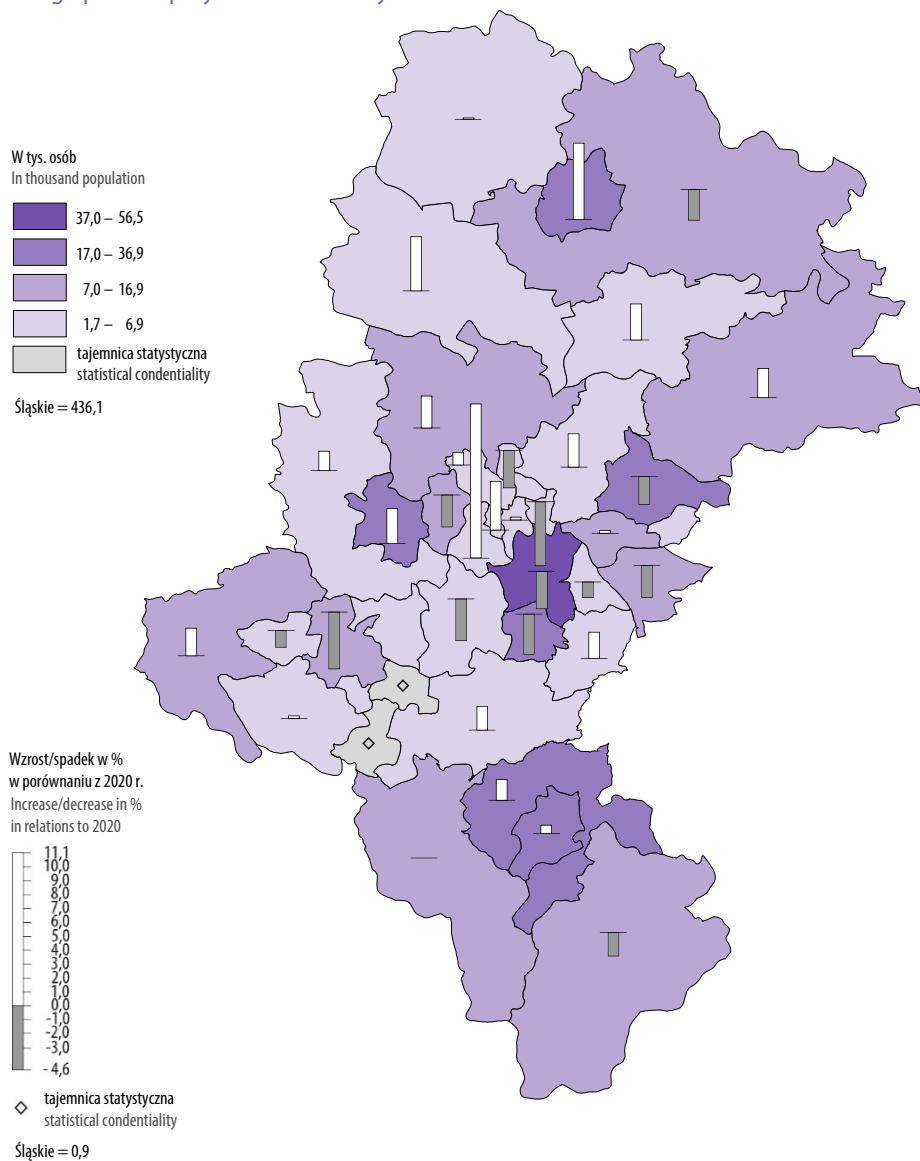 W tys. osób
In thousand population
37,0 – 56,5
17,0 – 36,9
7,0 – 16,9
1,7 – 6,9
tajemnica statystyczna
statistical condentiality
Śląskie = 436,1
Wzrost/spadek w %
w porównaniu z 2020 r.
Increase/decrease in %
in relations to 2020
11,1
10,0
9,0
8,0
7,0
6,0
5,0
4,0
3,0
2,0
1,0
0,0
-1,0
-2,0
-3,0
- 4,6
tajemnica statystyczna
statistical condentiality
Śląskie = 0,9